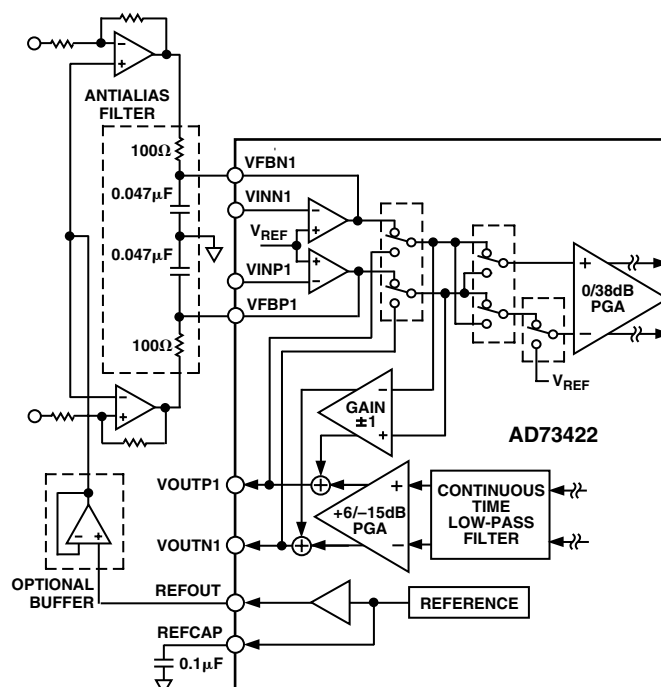 ANTIALIAS
FILTER
100Ω
0.047μF
0.047μF
100Ω
VFBN1
VINN1
VREF
VINP1
VFBP1
0/38dB
PGA
VREF
GAIN
±1
AD73422
VOUTP1
+6/–15dB
PGA
CONTINUOUS
TIME
LOW-PASS
FILTER
VOUTN1
OPTIONAL
BUFFER
REFOUT
REFERENCE
REFCAP
0.1μF